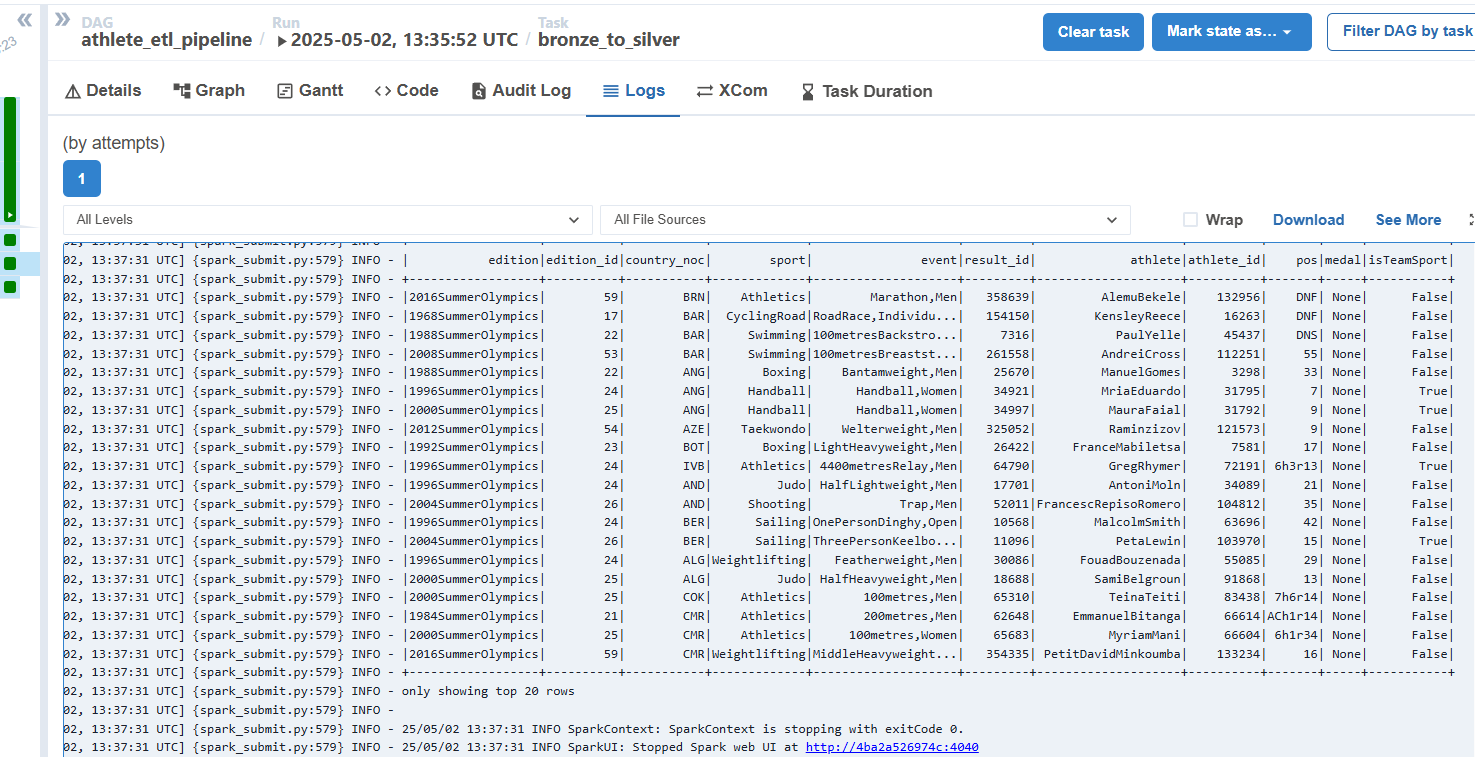 DAG Run Task
athlete_etl_pipeline / 2025-05-02, 13:35:52 UTC / bronze_to_silver
Clear task Mark state as... Filter DAG by task
Details Graph Gantt Code Audit Log Logs XCom Task Duration
(by attempts)
1
All Levels All File Sources Wrap Download See More
02, 13:37:31 UTC] {spark_submit.py:579} INFO - | edition|edition_id|country_noc| sport| event|result_id| athlete|athlete_id| pos|medal|isTeamSport|
02, 13:37:31 UTC] {spark_submit.py:579} INFO - +----------------+----------+-----------+-------------+--------------------+---------+--------------------+----------+-------+-----+-----------+
02, 13:37:31 UTC] {spark_submit.py:579} INFO - |2016SummerOlympics| 59| BRN| Athletics| Marathon,Men| 358639| AlemuBekele| 132956| DNF| None| False|
02, 13:37:31 UTC] {spark_submit.py:579} INFO - |1968SummerOlympics| 17| BAR| CyclingRoad|RoadRace,Individu...| 154150| KensleyReece| 16263| DNF| None| False|
02, 13:37:31 UTC] {spark_submit.py:579} INFO - |1988SummerOlympics| 22| BAR| Swimming|100metresBackstro...| 7316| PaulYelle| 45437| DNS| None| False|
02, 13:37:31 UTC] {spark_submit.py:579} INFO - |2008SummerOlympics| 53| BAR| Swimming|100metresBreastst...| 261558| AndreiCross| 112251| 55| None| False|
02, 13:37:31 UTC] {spark_submit.py:579} INFO - |1988SummerOlympics| 22| ANG| Boxing| Bantamweight,Men| 25670| ManuelGomes| 3298| 33| None| False|
02, 13:37:31 UTC] {spark_submit.py:579} INFO - |1996SummerOlympics| 24| ANG| Handball| Handball,Women| 34921| MriaEduardo| 31795| 7| None| True|
02, 13:37:31 UTC] {spark_submit.py:579} INFO - |2000SummerOlympics| 25| ANG| Handball| Handball,Women| 34997| MauraFaial| 31792| 9| None| True|
02, 13:37:31 UTC] {spark_submit.py:579} INFO - |2012SummerOlympics| 54| AZE| Taekwondo| Welterweight,Men| 325052| Raminzizov| 121573| 9| None| False|
02, 13:37:31 UTC] {spark_submit.py:579} INFO - |1992SummerOlympics| 23| BOT| Boxing|LightHeavyweight,Men| 26422| FranceMabiletsa| 7581| 17| None| False|
02, 13:37:31 UTC] {spark_submit.py:579} INFO - |1996SummerOlympics| 24| IVB| Athletics| 4400metresRelay,Men| 64790| GregRhymer| 72191| 6h3r13| None| True|
02, 13:37:31 UTC] {spark_submit.py:579} INFO - |1996SummerOlympics| 24| AND| Judo| HalfLightweight,Men| 17701| AntoniMoln| 34089| 21| None| False|
02, 13:37:31 UTC] {spark_submit.py:579} INFO - |2004SummerOlympics| 26| AND| Shooting| Trap,Men| 52011|FrancescRepisoRomero| 104812| 35| None| False|
02, 13:37:31 UTC] {spark_submit.py:579} INFO - |1996SummerOlympics| 24| BER| Sailing|OnePersonDinghy,Open| 10568| MalcolmSmith| 63696| 42| None| False|
02, 13:37:31 UTC] {spark_submit.py:579} INFO - |2004SummerOlympics| 26| BER| Sailing|ThreePersonKeelbo...| 11096| PetaLewin| 103970| 15| None| True|
02, 13:37:31 UTC] {spark_submit.py:579} INFO - |1996SummerOlympics| 24| ALG|Weightlifting| Featherweight,Men| 30086| FouadBouzenada| 55085| 29| None| False|
02, 13:37:31 UTC] {spark_submit.py:579} INFO - |2000SummerOlympics| 25| ALG| Judo| HalfHeavyweight,Men| 18688| SamiBelgroun| 91868| 13| None| False|
02, 13:37:31 UTC] {spark_submit.py:579} INFO - |2000SummerOlympics| 25| COK| Athletics| 100metres,Men| 65310| TeinaTeiti| 83438| 7h6r14| None| False|
02, 13:37:31 UTC] {spark_submit.py:579} INFO - |1984SummerOlympics| 21| CMR| Athletics| 200metres,Men| 62648| EmmanuelBitanga| 66614|ACh1r14| None| False|
02, 13:37:31 UTC] {spark_submit.py:579} INFO - |2000SummerOlympics| 25| CMR| Athletics| 100metres,Women| 65683| MyriamMani| 66604| 6h1r34| None| False|
02, 13:37:31 UTC] {spark_submit.py:579} INFO - |2016SummerOlympics| 59| CMR|Weightlifting|MiddleHeavyweight...| 354335| PetitDavidMinkoumba| 133234| 16| None| False|
02, 13:37:31 UTC] {spark_submit.py:579} INFO - +----------------+----------+-----------+-------------+--------------------+---------+--------------------+----------+-------+-----+-----------+
02, 13:37:31 UTC] {spark_submit.py:579} INFO - only showing top 20 rows
02, 13:37:31 UTC] {spark_submit.py:579} INFO -
02, 13:37:31 UTC] {spark_submit.py:579} INFO - 25/05/02 13:37:31 INFO SparkContext: SparkContext is stopping with exitCode 0.
02, 13:37:31 UTC] {spark_submit.py:579} INFO - 25/05/02 13:37:31 INFO SparkUI: Stopped Spark web UI at http://4ba2a526974c:4040